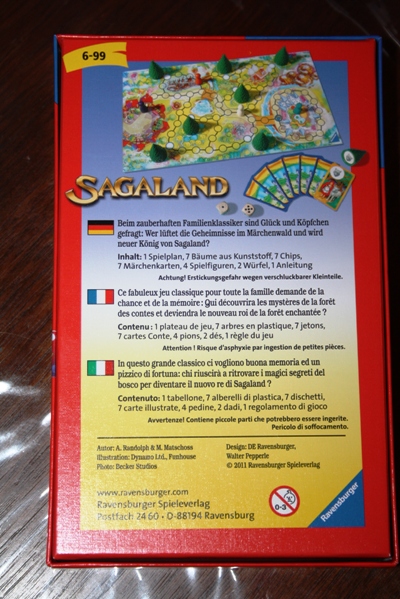 6-99
SAGALAND
Beim zauberhaften Familienklassiker sind Glück und Köpfchen
gefragt: Wer lüftet die Geheimnisse im Märchenwald und wird
neuer König von Sagaland?
Inhalt: 1 Spielplan, 7 Bäume aus Kunststoff, 7 Chips,
7 Märchenkarten, 4 Spielfiguren, 2 Würfel, 1 Anleitung
Achtung! Erstickungsgefahr wegen verschluckbarer Kleinteile.
Ce fabuleux jeu classique pour toute la famille demande de la
chance et de la mémoire : Qui découvrira les mystères de la forêt
des contes et deviendra le nouveau roi de la forêt enchantée ?
Contenu : 1 plateau de jeu, 7 arbres en plastique, 7 jetons,
7 cartes Conte, 4 pions, 2 dés, 1 règle du jeu
Attention ! Risque d'asphyxie par ingestion de petites pièces.
In questo grande classico ci vogliono buona memoria ed un
pizzico di fortuna: chi riuscirà a ritrovare i magici segreti del
bosco per diventare il nuovo re di Sagaland ?
Contenuto: 1 tabellone, 7 alberelli di plastica, 7 dischetti,
7 carte illustrate, 4 pedine, 2 dadi, 1 regolamento di gioco
Avvertenze! Contiene piccole parti che potrebbero essere ingerite.
Pericolo di soffocamento.
Autor: A. Randolph & M. Matschoss
Illustration: Dynamo Ltd., Funhouse
Photo: Becker Studios
Design: DE Ravensburger,
Walter Pepperle
© 2011 Ravensburger Spieleverlag
www.ravensburger.com
Ravensburger Spieleverlag
Postfach 24 60 · D-88194 Ravensburg
0-3
Ravensburger